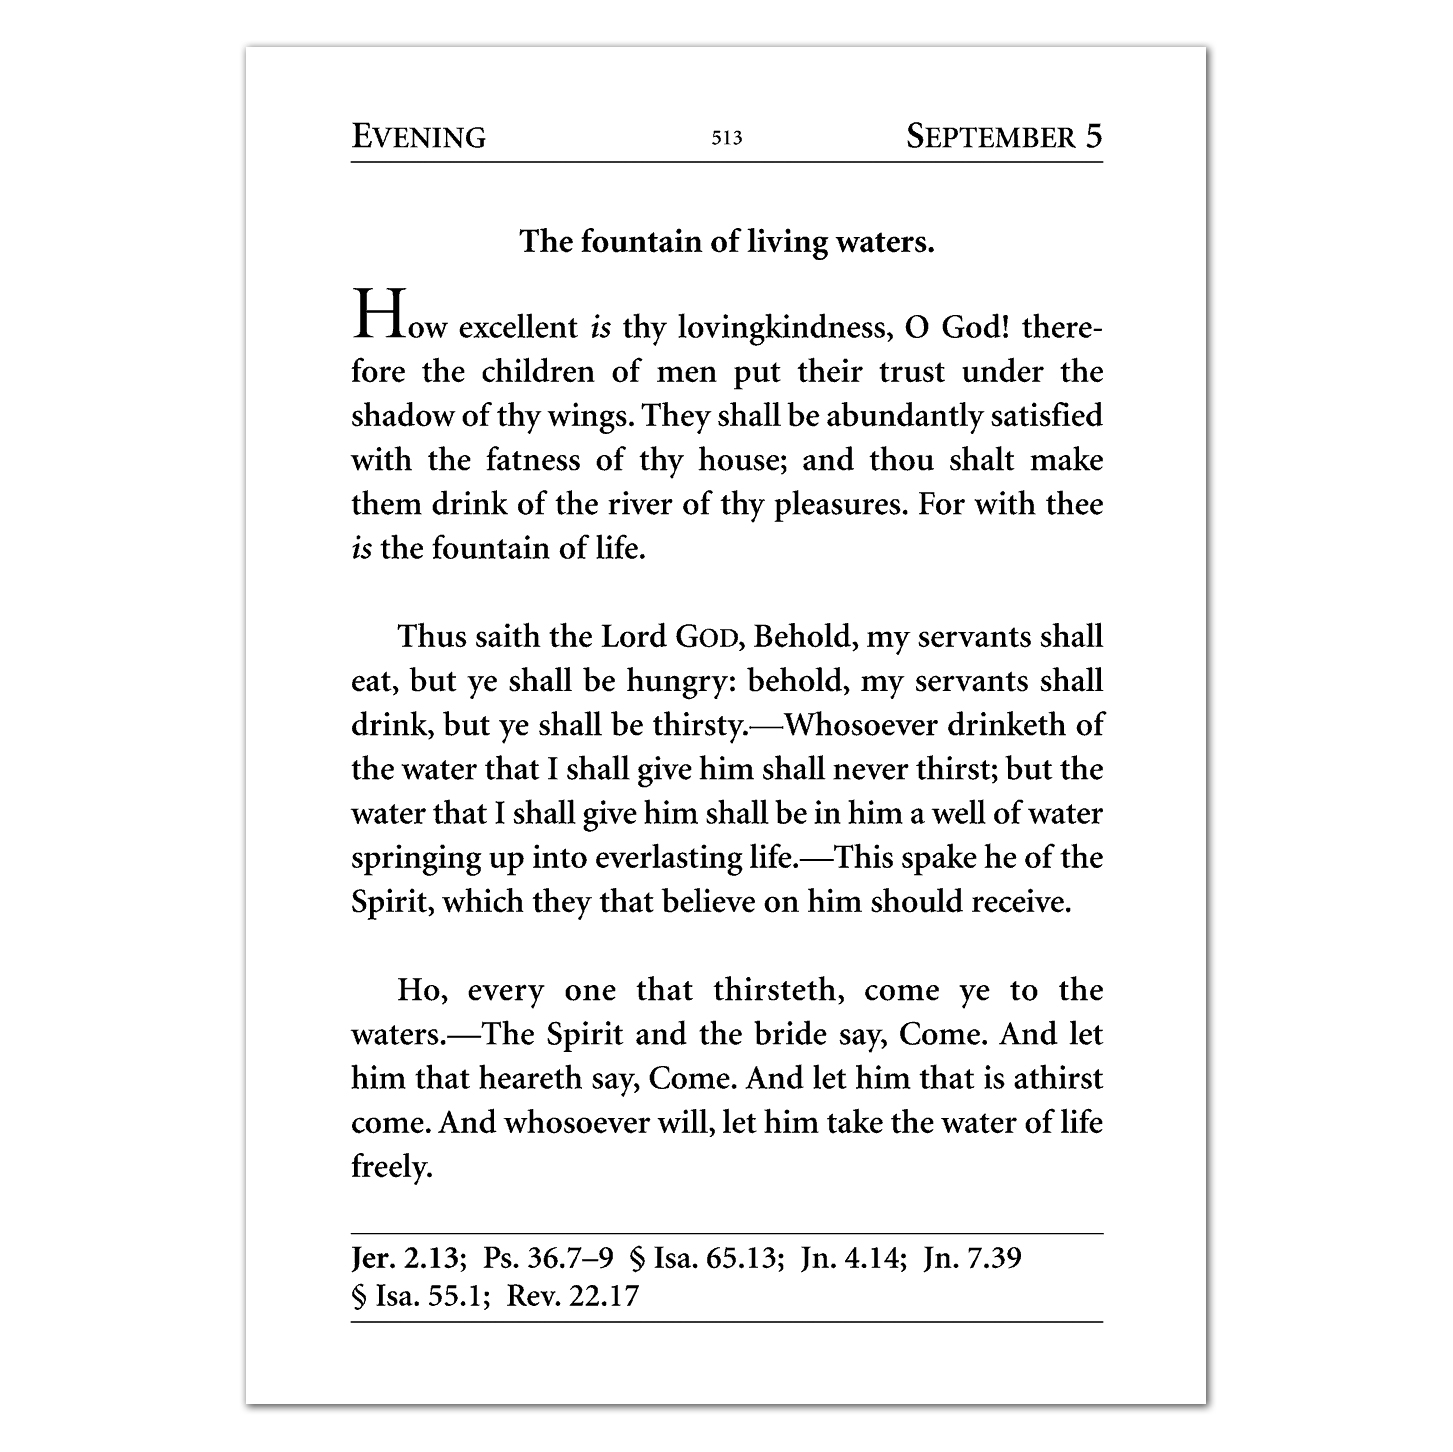 EVENING 513 SEPTEMBER 5
The fountain of living waters.
How excellent is thy lovingkindness, O God! there-
fore the children of men put their trust under the
shadow of thy wings. They shall be abundantly satisfied
with the fatness of thy house; and thou shalt make
them drink of the river of thy pleasures. For with thee
is the fountain of life.
Thus saith the Lord GOD, Behold, my servants shall
eat, but ye shall be hungry: behold, my servants shall
drink, but ye shall be thirsty.—Whosoever drinketh of
the water that I shall give him shall never thirst; but the
water that I shall give him shall be in him a well of water
springing up into everlasting life.—This spake he of the
Spirit, which they that believe on him should receive.
Ho, every one that thirsteth, come ye to the
waters.—The Spirit and the bride say, Come. And let
him that heareth say, Come. And let him that is athirst
come. And whosoever will, let him take the water of life
freely.
Jer. 2.13; Ps. 36.7–9 § Isa. 65.13; Jn. 4.14; Jn. 7.39
§ Isa. 55.1; Rev. 22.17